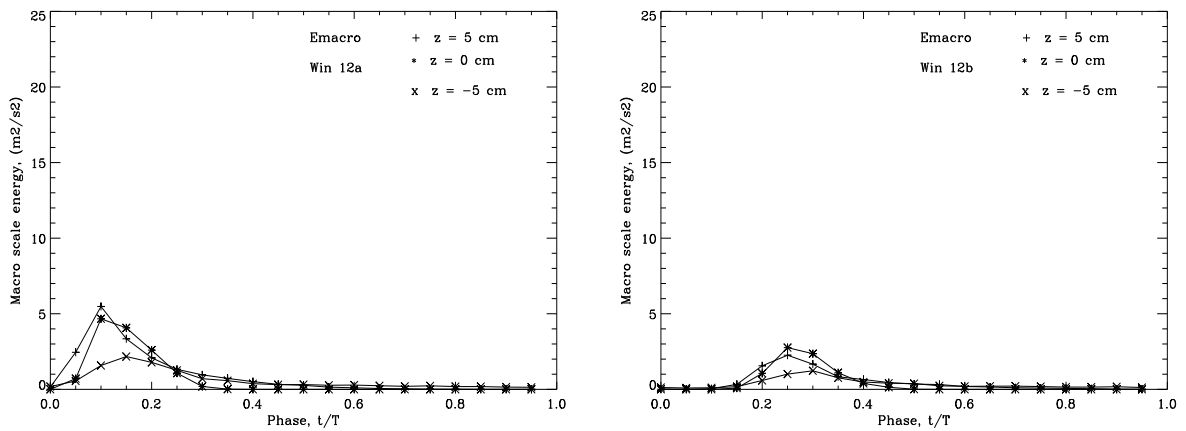 25
20
15
10
5
0
Macro scale energy, (m2/s2)
Emacro
Win 12a
+ z = 5 cm
* z = 0 cm
x z = -5 cm
0.0 0.2 0.4 0.6 0.8 1.0
Phase, t/T
25
20
15
10
5
0
Macro scale energy, (m2/s2)
Emacro
Win 12b
+ z = 5 cm
* z = 0 cm
x z = -5 cm
0.0 0.2 0.4 0.6 0.8 1.0
Phase, t/T